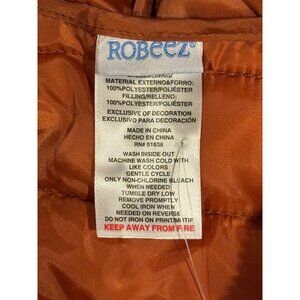 ROBEEZ®
MATERIAL EXTERNO&FORRO:
100%POLYESTER/POLIÉSTER
FILLING/RELLENO:
100%POLYESTER/POLIÉSTER
EXCLUSIVE OF DECORATION
EXCLUSIVO PARA DECORACIÓN
MADE IN CHINA
HECHO EN CHINA
RN# 51638
WASH INSIDE OUT
MACHINE WASH COLD WITH
LIKE COLORS
GENTLE CYCLE
ONLY NON-CHLORINE BLEACH
WHEN NEEDED
TUMBLE DRY LOW
REMOVE PROMPTLY
COOL IRON WHEN
NEEDED ON REVERSE
DO NOT IRON ON PRINT/MOTIF
KEEP AWAY FROM FIRE